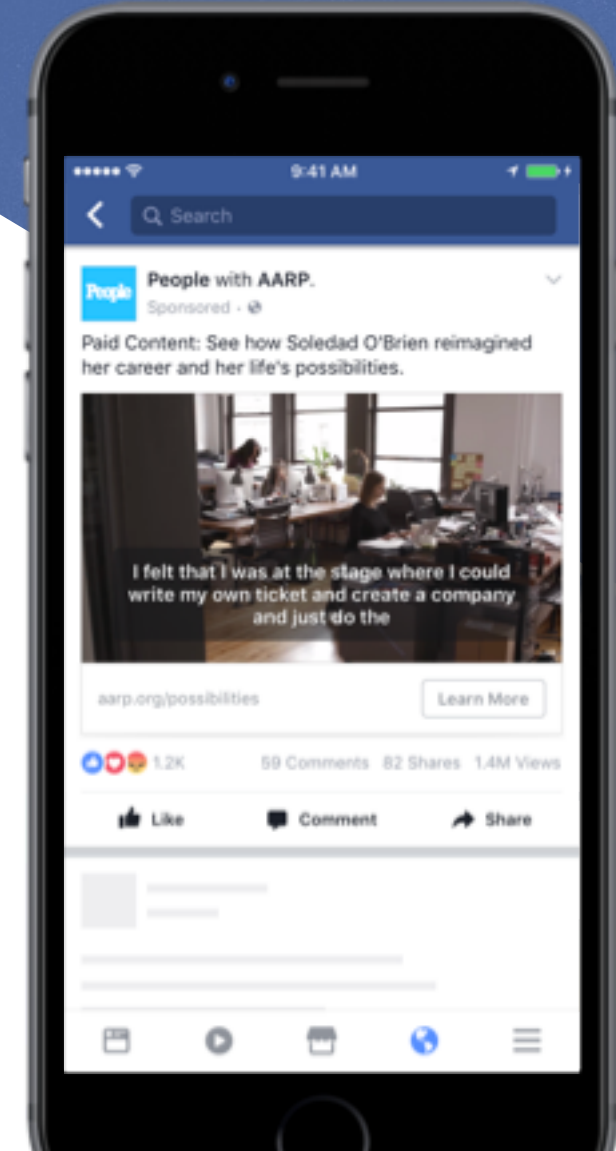 9:41 AM
Search
People
People with AARP.
Sponsored ·
Paid Content: See how Soledad O'Brien reimagined
her career and her life's possibilities.
I felt that I was at the stage where I could
write my own ticket and create a company
and just do the
aarp.org/possibilities
Learn More
1.2K 59 Comments 82 Shares 1.4M Views
Like Comment Share